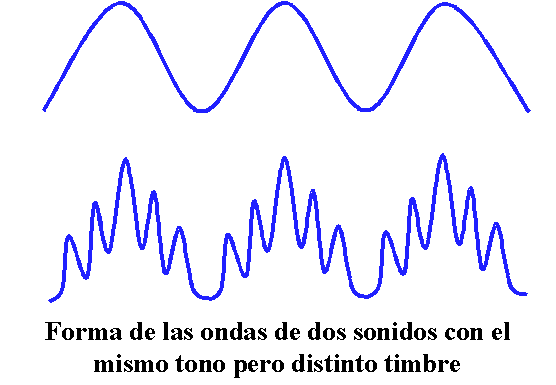 Forma de las ondas de dos sonidos con el
mismo tono pero distinto timbre